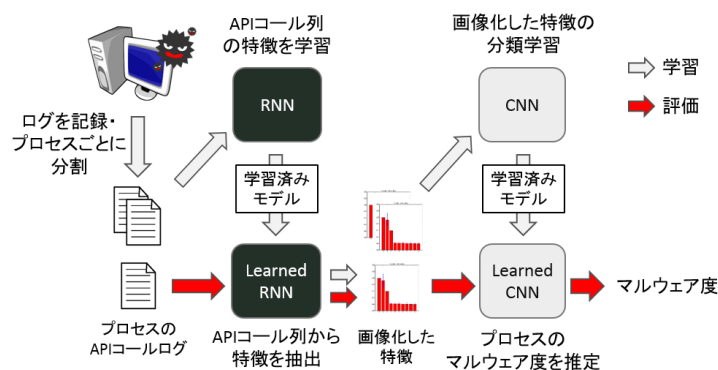 APIコール列
の特徴を学習
画像化した特徴の
分類学習
学習
評価
RNN
CNN
ログを記録・
プロセスごとに
分割
学習済み
モデル
学習済み
モデル
Learned
RNN
Learned
CNN
マルウェア度
プロセスの
APIコールログ
APIコール列から
特徴を抽出
画像化した
特徴
プロセスの
マルウェア度を推定